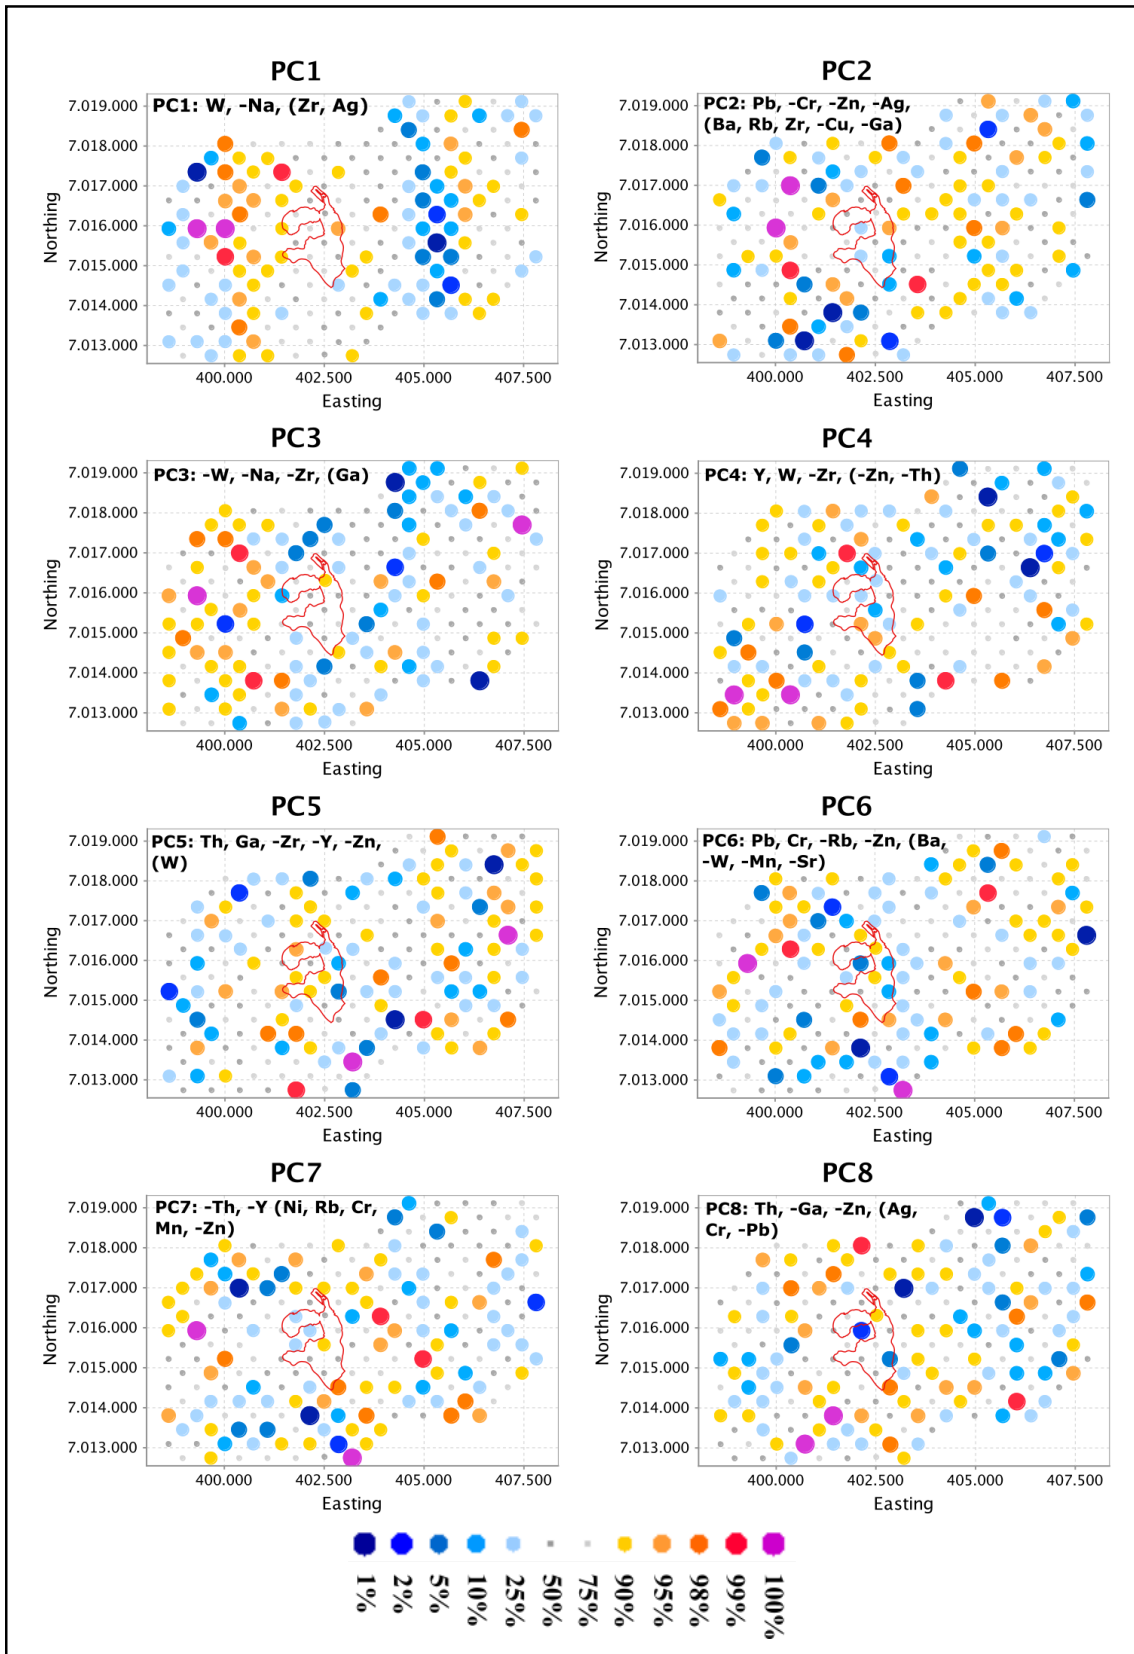 PC1
PC1: W, -Na, (Zr, Ag)
7.019.000
7.018.000
7.017.000
7.016.000
7.015.000
7.014.000
7.013.000
Northing
400.000 402.500 405.000 407.500
Easting
PC2
PC2: Pb, -Cr, -Zn, -Ag,
(Ba, Rb, Zr, -Cu, -Ga)
7.019.000
7.018.000
7.017.000
7.016.000
7.015.000
7.014.000
7.013.000
Northing
400.000 402.500 405.000 407.500
Easting
PC3
PC3: -W, -Na, -Zr, (Ga)
7.019.000
7.018.000
7.017.000
7.016.000
7.015.000
7.014.000
7.013.000
Northing
400.000 402.500 405.000 407.500
Easting
PC4
PC4: Y, W, -Zr, (-Zn, -Th)
7.019.000
7.018.000
7.017.000
7.016.000
7.015.000
7.014.000
7.013.000
Northing
400.000 402.500 405.000 407.500
Easting
PC5
PC5: Th, Ga, -Zr, -Y, -Zn,
(W)
7.019.000
7.018.000
7.017.000
7.016.000
7.015.000
7.014.000
7.013.000
Northing
400.000 402.500 405.000 407.500
Easting
PC6
PC6: Pb, Cr, -Rb, -Zn, (Ba,
-W, -Mn, -Sr)
7.019.000
7.018.000
7.017.000
7.016.000
7.015.000
7.014.000
7.013.000
Northing
400.000 402.500 405.000 407.500
Easting
PC7
PC7: -Th, -Y (Ni, Rb, Cr,
Mn, -Zn)
7.019.000
7.018.000
7.017.000
7.016.000
7.015.000
7.014.000
7.013.000
Northing
400.000 402.500 405.000 407.500
Easting
PC8
PC8: Th, -Ga, -Zn, (Ag,
Cr, -Pb)
7.019.000
7.018.000
7.017.000
7.016.000
7.015.000
7.014.000
7.013.000
Northing
400.000 402.500 405.000 407.500
Easting
1%
2%
5%
10%
25%
50%
75%
90%
95%
98%
99%
100%